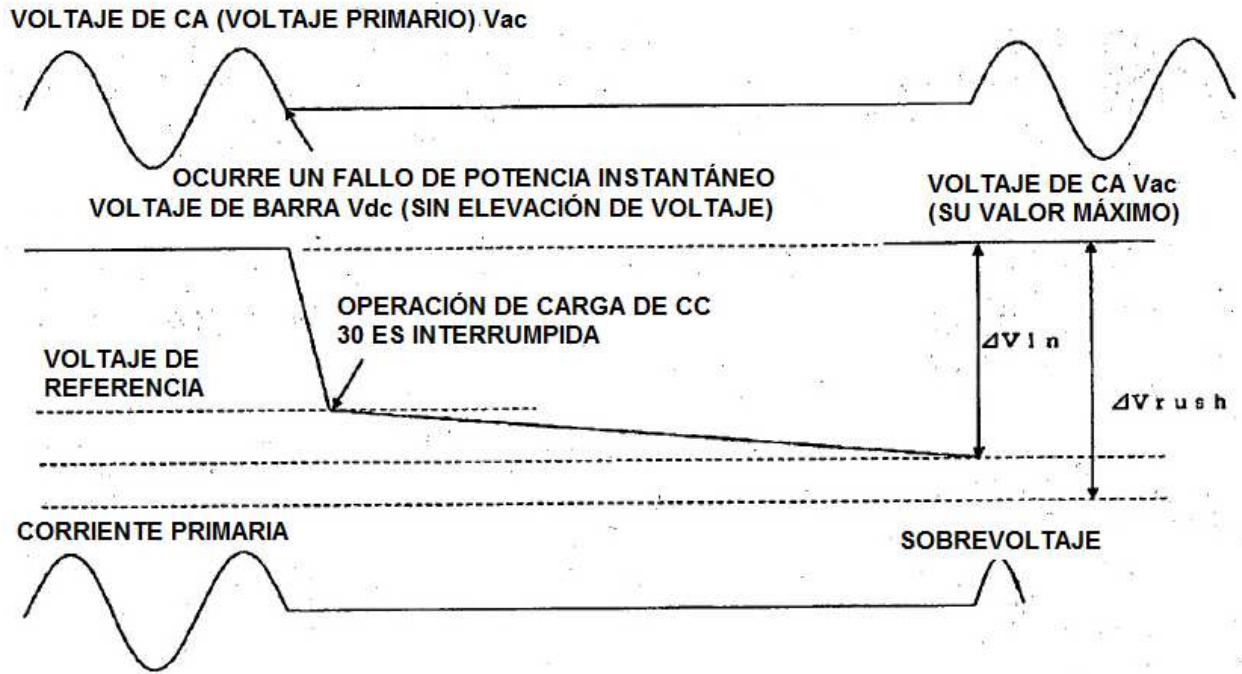 VOLTAJE DE CA (VOLTAJE PRIMARIO) Vac
OCURRE UN FALLO DE POTENCIA INSTANTÁNEO
VOLTAJE DE BARRA Vdc (SIN ELEVACIÓN DE VOLTAJE)
VOLTAJE DE CA Vac
(SU VALOR MÁXIMO)
OPERACIÓN DE CARGA DE CC
30 ES INTERRUMPIDA
VOLTAJE DE
REFERENCIA
⊿Vin
⊿Vrush
CORRIENTE PRIMARIA
SOBREVOLTAJE